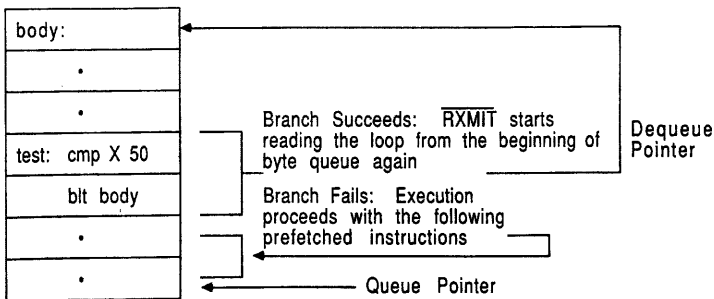 body:
.
.
test: cmp X 50
blt body
.
.
Branch Succeeds: RXMIT starts
reading the loop from the beginning of
byte queue again
Branch Fails: Execution
proceeds with the following
prefetched instructions
Queue Pointer
Dequeue
Pointer